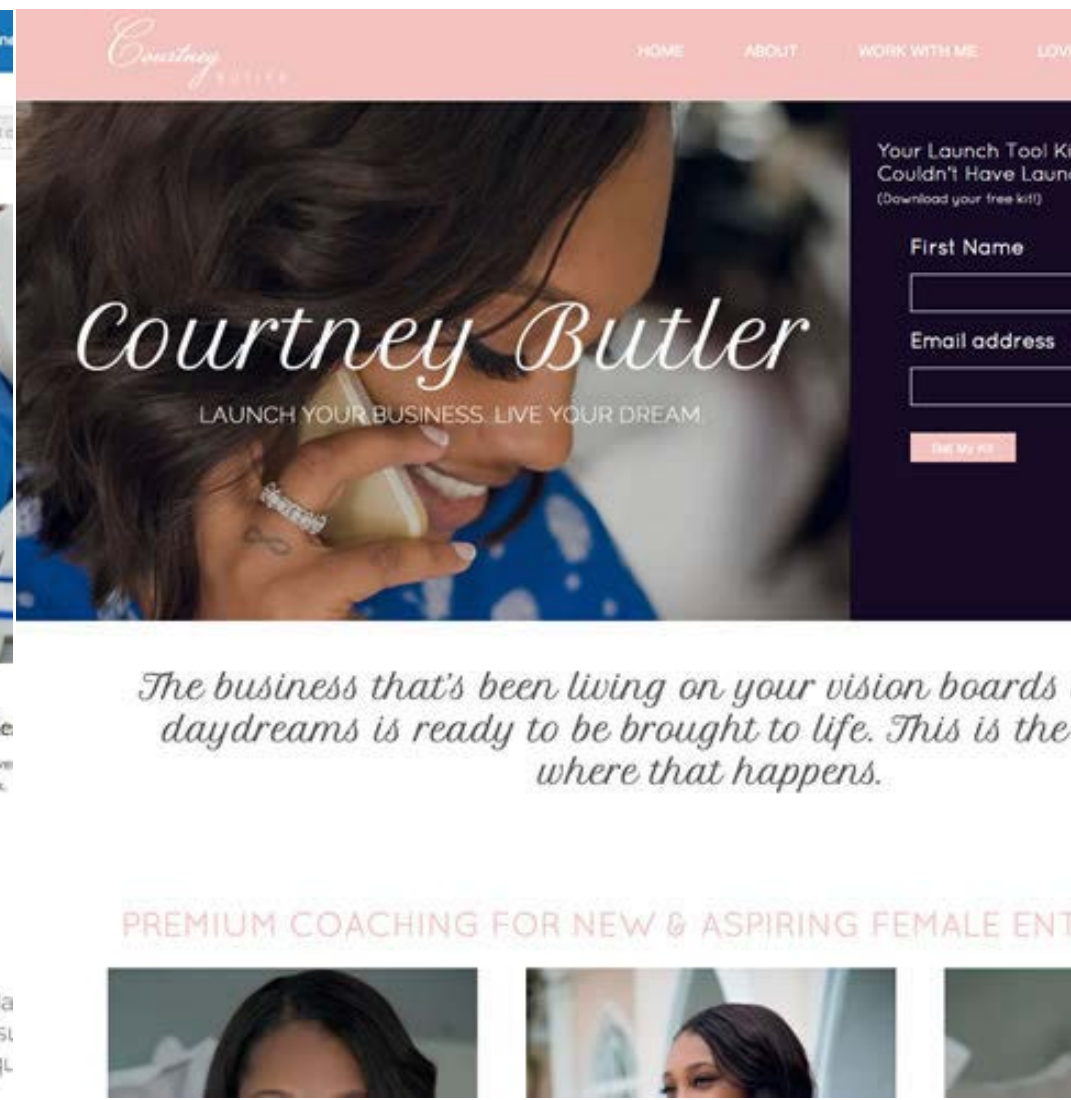 Courtney
BUTLER
HOME ABOUT WORK WITH ME
Your Launch Tool
Couldn't Have
(Download your free kit!)
First Name
Email address
Get My Kit
Courtney Butler
LAUNCH YOUR BUSINESS. LIVE YOUR DREAM.
The business that's been living on your vision boards
daydreams is ready to be brought to life. This is the
where that happens.
PREMIUM COACHING FOR NEW & ASPIRING FEMALE